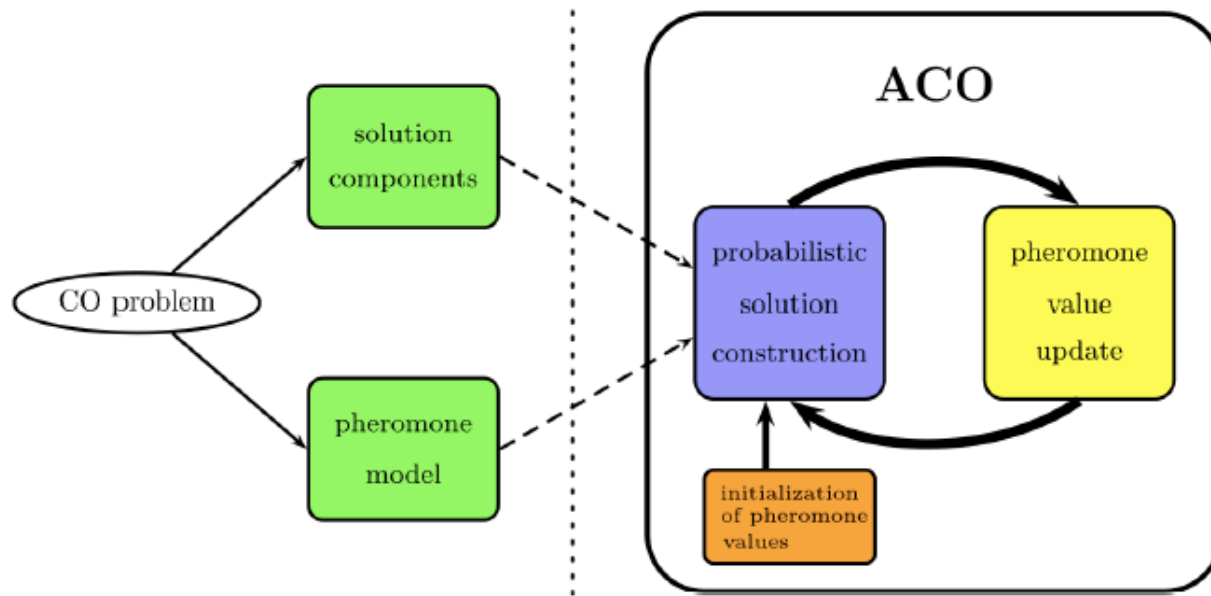 ACO
solution
components
CO problem
pheromone
model
probabilistic
solution
construction
pheromone
value
update
initialization
of pheromone
values